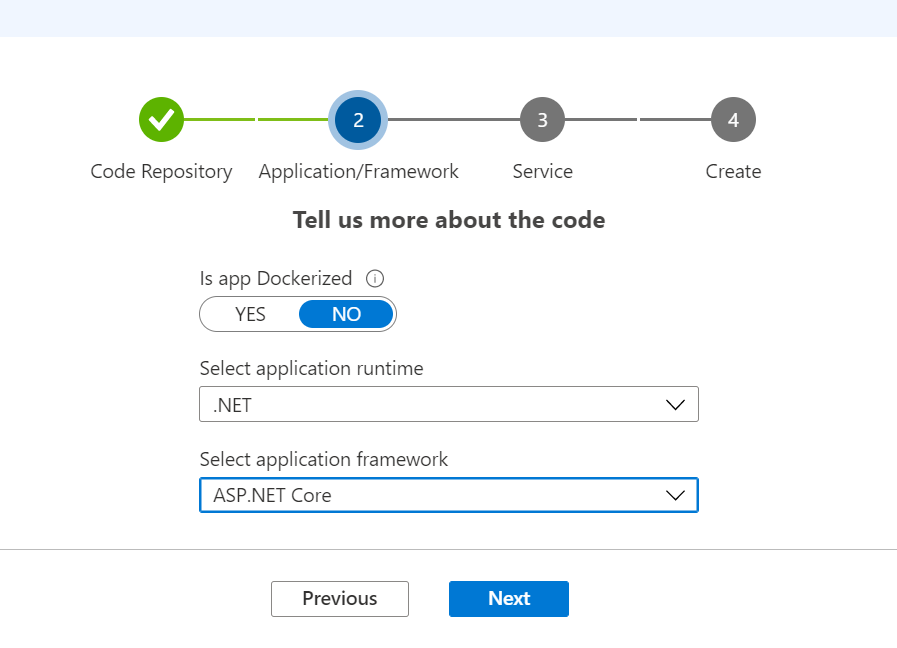 2 3 4
Code Repository Application/Framework Service Create
Tell us more about the code
Is app Dockerized
YES NO
Select application runtime
.NET
Select application framework
ASP.NET Core
Previous Next